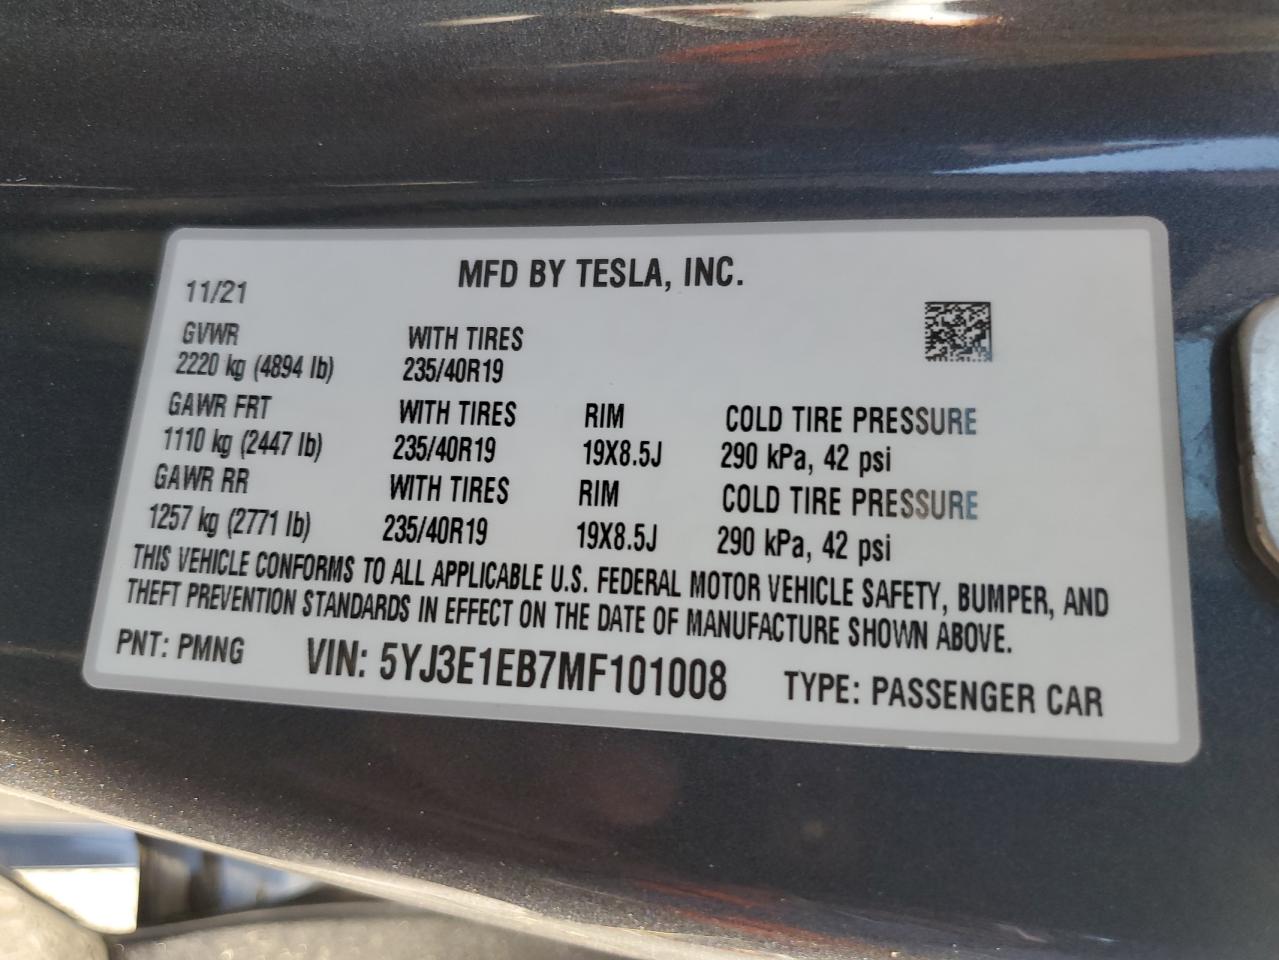 MFD BY TESLA, INC.
11/21
GVWR WITH TIRES
2220 kg (4894 lb) 235/40R19
GAWR FRT WITH TIRES RIM COLD TIRE PRESSURE
1110 kg (2447 lb) 235/40R19 19X8.5J 290 kPa, 42 psi
GAWR RR WITH TIRES RIM COLD TIRE PRESSURE
1257 kg (2771 lb) 235/40R19 19X8.5J 290 kPa, 42 psi
THIS VEHICLE CONFORMS TO ALL APPLICABLE U.S. FEDERAL MOTOR VEHICLE SAFETY, BUMPER, AND
THEFT PREVENTION STANDARDS IN EFFECT ON THE DATE OF MANUFACTURE SHOWN ABOVE.
PNT: PMNG VIN: 5YJ3E1EB7MF101008 TYPE: PASSENGER CAR